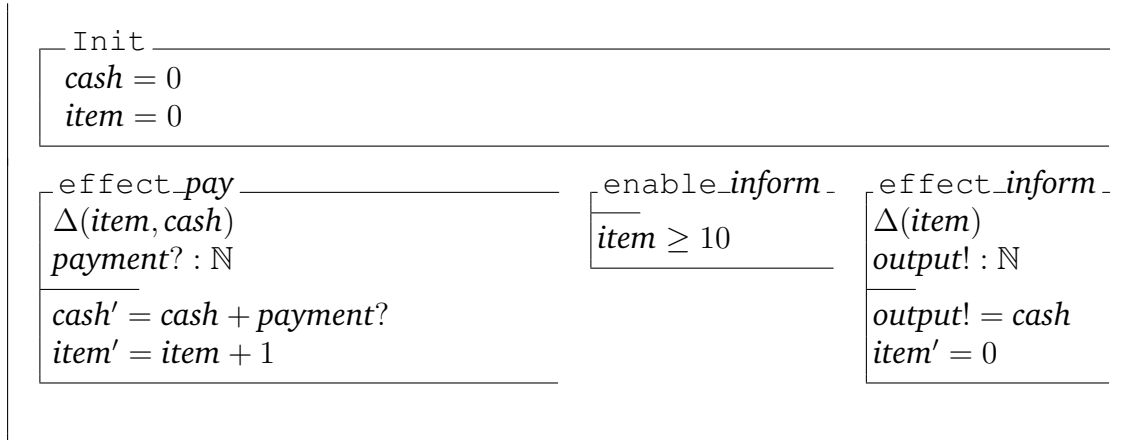 Init
cash = 0
item = 0
effect_pay
Δ(item, cash)
payment? : ℕ
cash′ = cash + payment?
item′ = item + 1
enable_inform
item ≥ 10
effect_inform
Δ(item)
output! : ℕ
output! = cash
item′ = 0